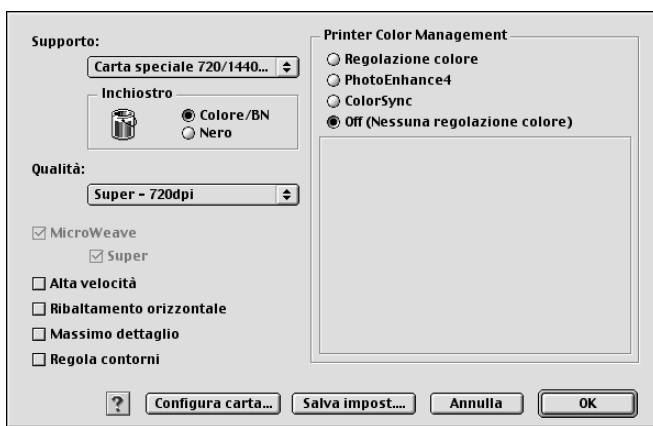 Supporto:
Carta speciale 720/1440...
Inchiostro
Colore/BN
Nero
Qualità:
Super - 720dpi
MicroWeave
Super
Alta velocità
Ribaltamento orizzontale
Massimo dettaglio
Regola contorni
Printer Color Management
Regolazione colore
PhotoEnhance4
ColorSync
Off (Nessuna regolazione colore)
? Configura carta... Salva impost.... Annulla OK